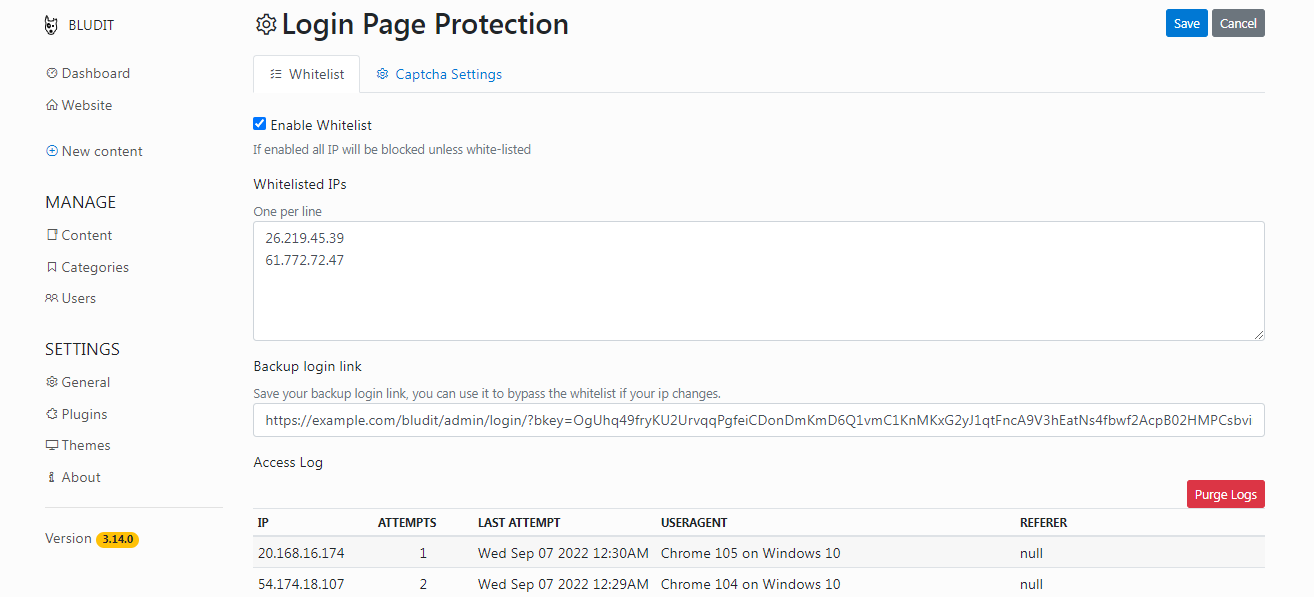 BLUDIT
Dashboard
Website
New content
MANAGE
Content
Categories
Users
SETTINGS
General
Plugins
Themes
About
Version 3.14.0
Login Page Protection
Save Cancel
Whitelist Captcha Settings
Enable Whitelist
If enabled all IP will be blocked unless white-listed
Whitelisted IPs
One per line
26.219.45.39
61.772.72.47
Backup login link
Save your backup login link, you can use it to bypass the whitelist if your ip changes.
https://example.com/bludit/admin/login/?bkey=OgUhq49fryKU2UrvqqPgfeiCDonDmKmD6Q1vmC1KnMKxG2yJ1qtFncA9V3hEatNs4fbwf2AcpB02HMPCsbvi
Access Log
Purge Logs
IP ATTEMPTS LAST ATTEMPT USERAGENT REFERER
20.168.16.174 1 Wed Sep 07 2022 12:30AM Chrome 105 on Windows 10 null
54.174.18.107 2 Wed Sep 07 2022 12:29AM Chrome 104 on Windows 10 null